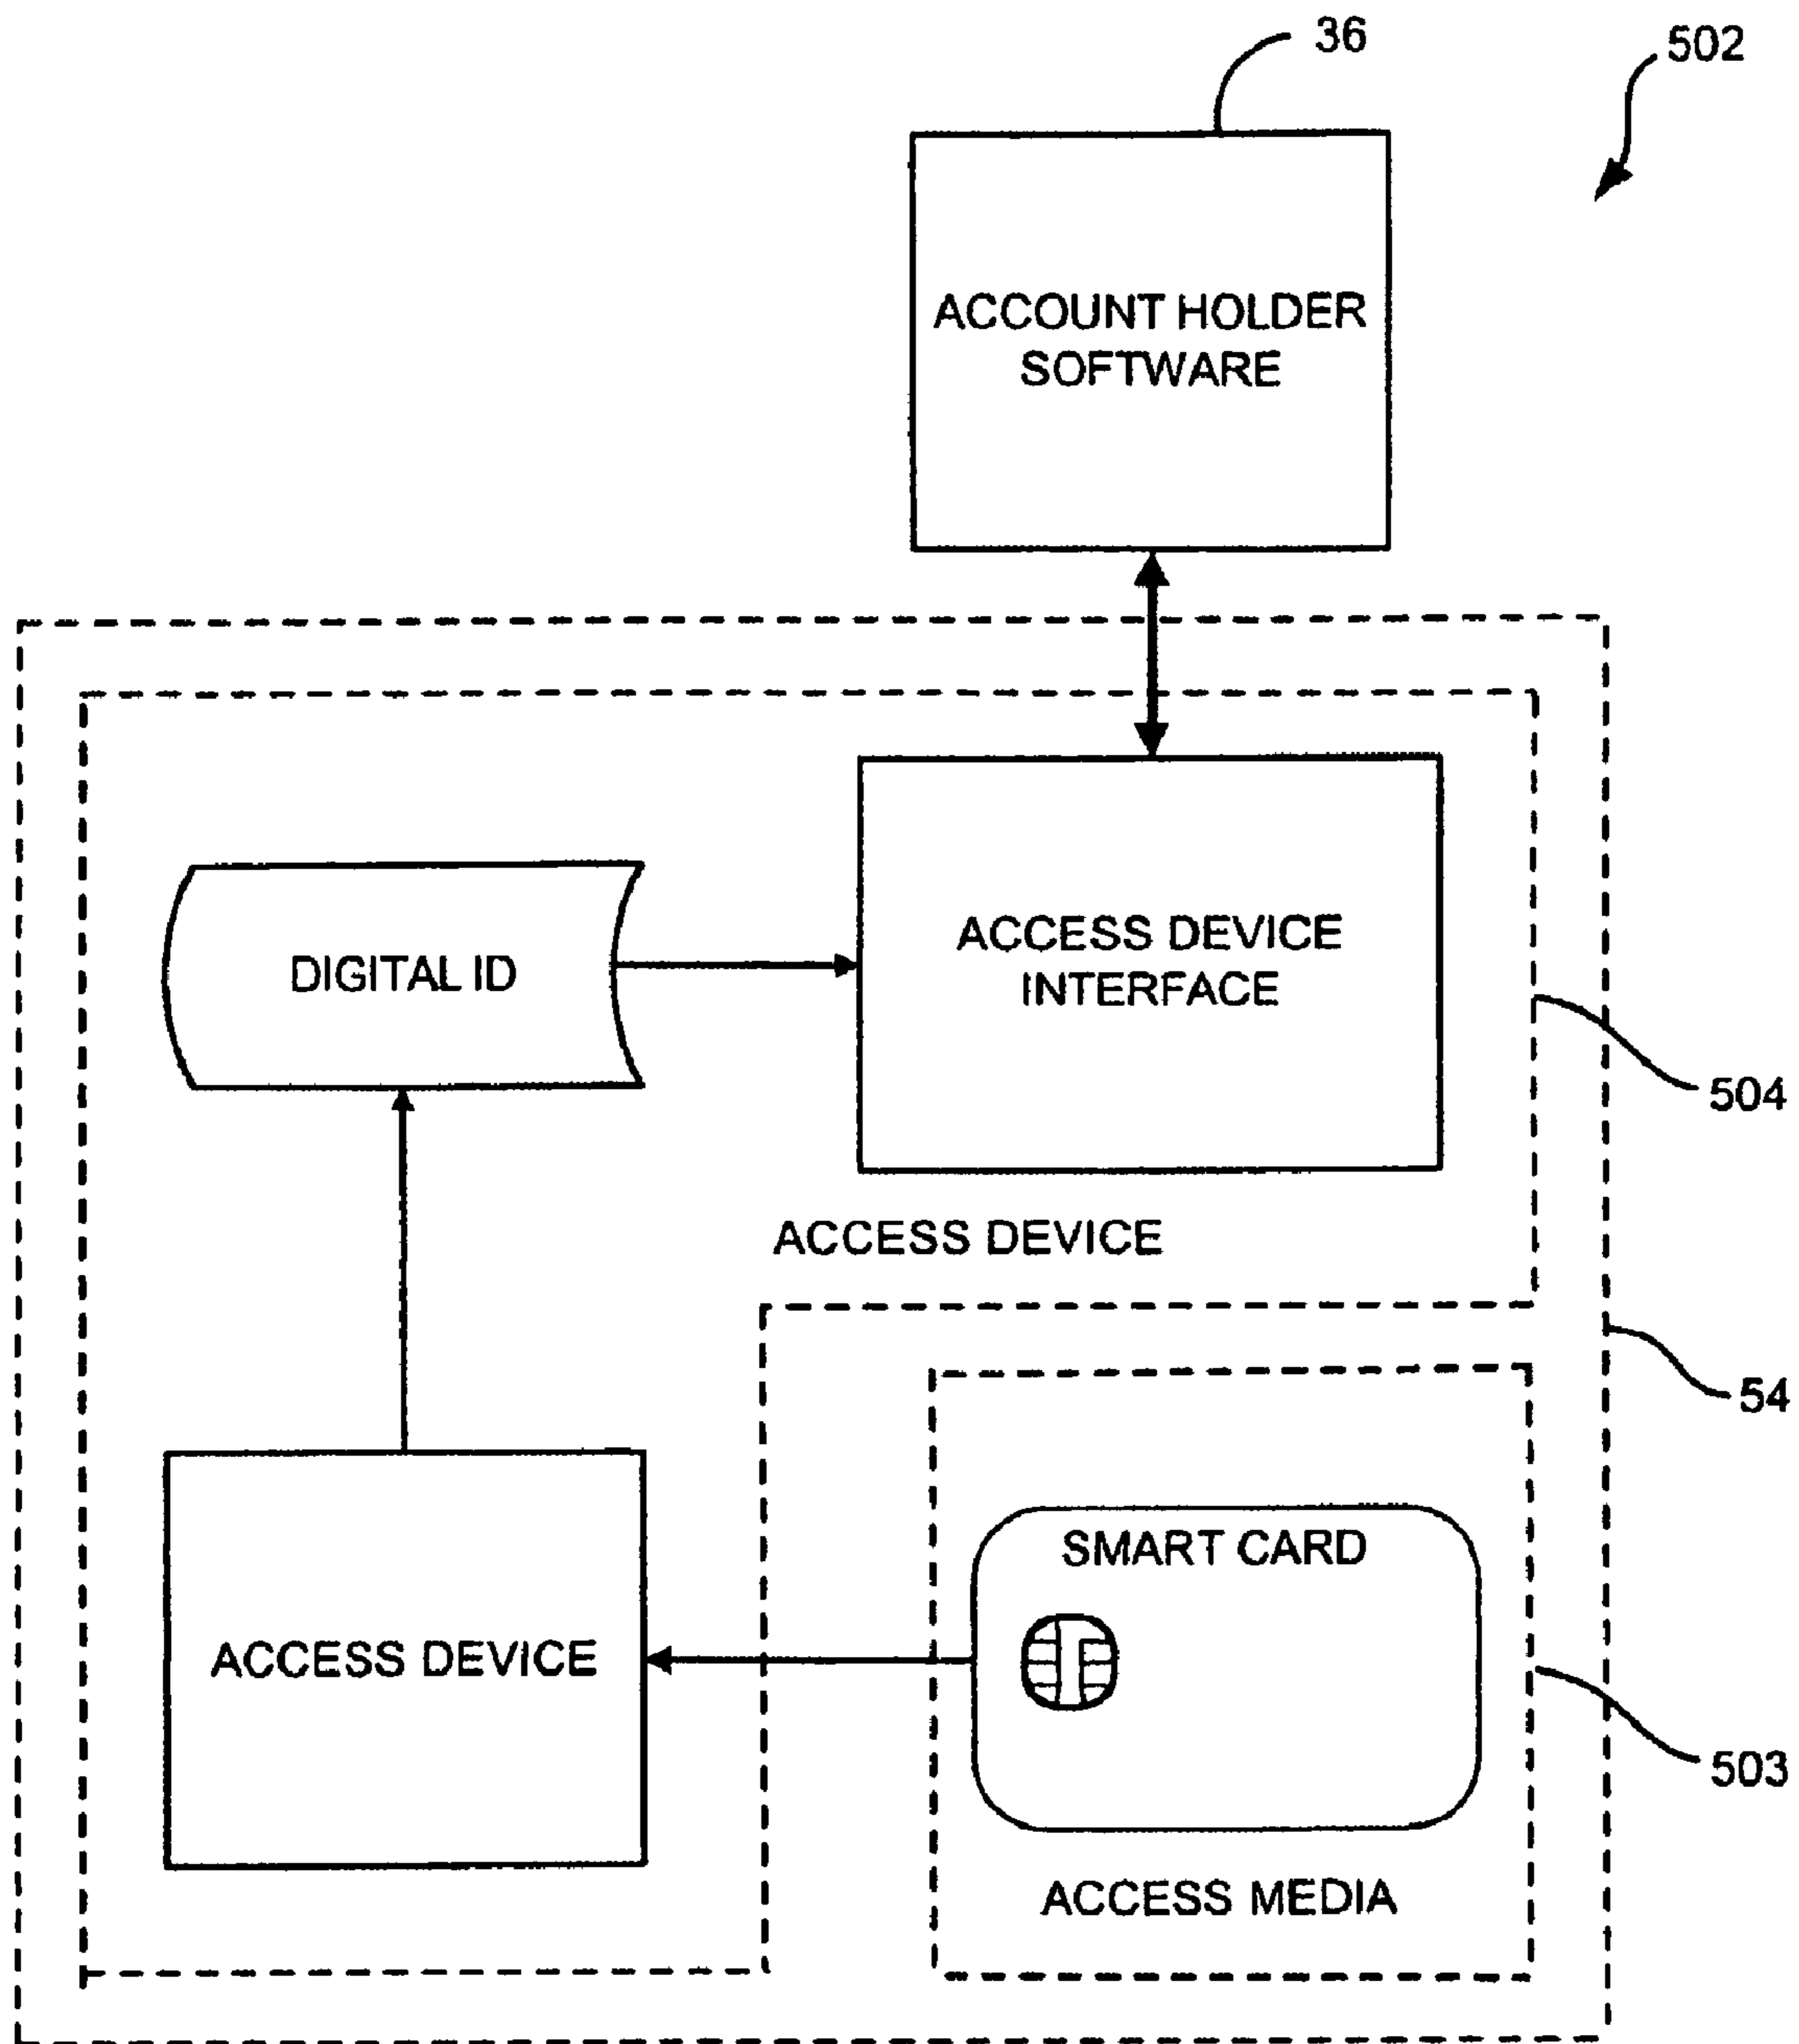 36
502
ACCOUNT HOLDER
SOFTWARE
DIGITAL ID
ACCESS DEVICE
INTERFACE
504
ACCESS DEVICE
54
SMART CARD
ACCESS DEVICE
503
ACCESS MEDIA